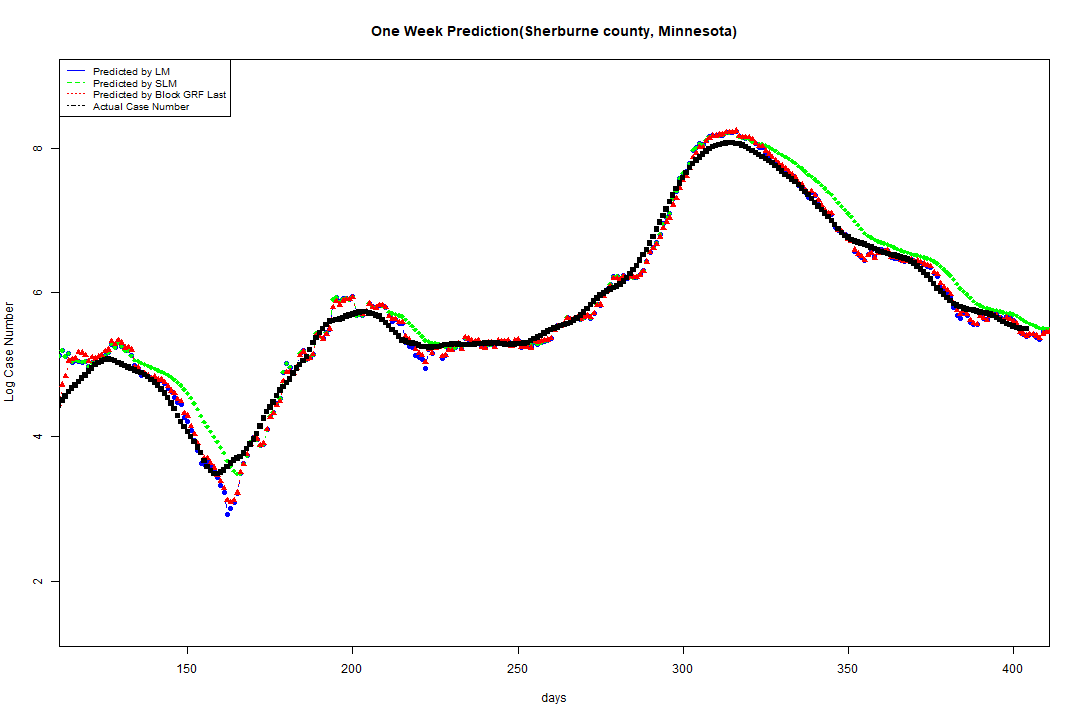 One Week Prediction(Sherburne county, Minnesota)
Predicted by LM
Predicted by SLM
Predicted by Block GRF Last
Actual Case Number
8
6
4
2
Log Case Number
150 200 250 300 350 400
days